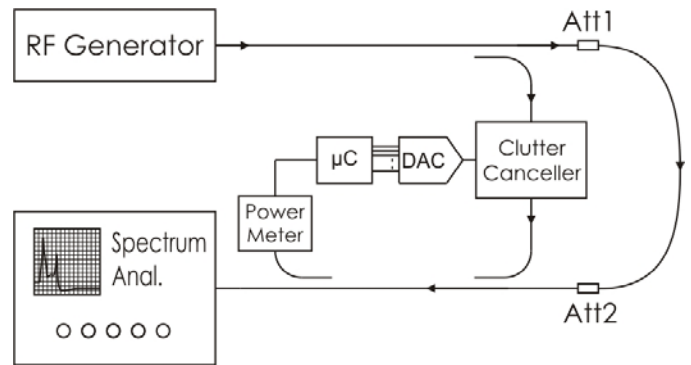 Att1
RF Generator
Clutter
Canceller
µC
DAC
Power
Meter
Spectrum
Anal.
Att2